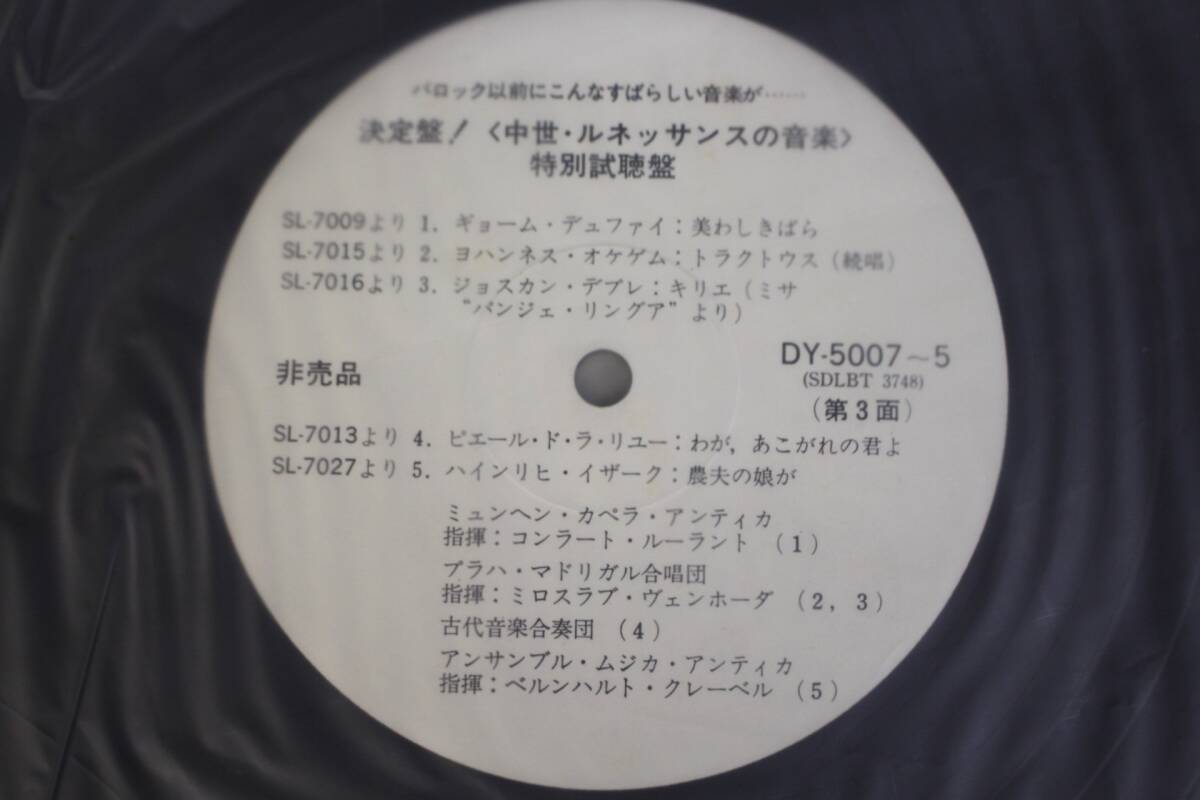 バロック以前にこんなすばらしい音楽が……
決定盤!〈中世・ルネッサンスの音楽〉
特別試聴盤
SL-7009より 1. ギョーム・デュファイ:美わしきばら
SL-7015より 2. ヨハンネス・オケゲム:トラクトウス(続唱)
SL-7016より 3. ジョスカン・デプレ:キリエ(ミサ
“パンジェ・リングア”より)
非売品
DY-5007~5
(SDLBT 3748)
(第3面)
SL-7013より 4. ピエール・ド・ラ・リュー:わが,あこがれの君よ
SL-7027より 5. ハインリヒ・イザーク:農夫の娘が
ミュンヘン・カペラ・アンティカ
指揮:コンラート・ルーラント (1)
プラハ・マドリガル合唱団
指揮:ミロスラブ・ヴェンホーダ (2, 3)
古代音楽合奏団 (4)
アンサンブル・ムジカ・アンティカ
指揮:ベルンハルト・クレーベル (5)